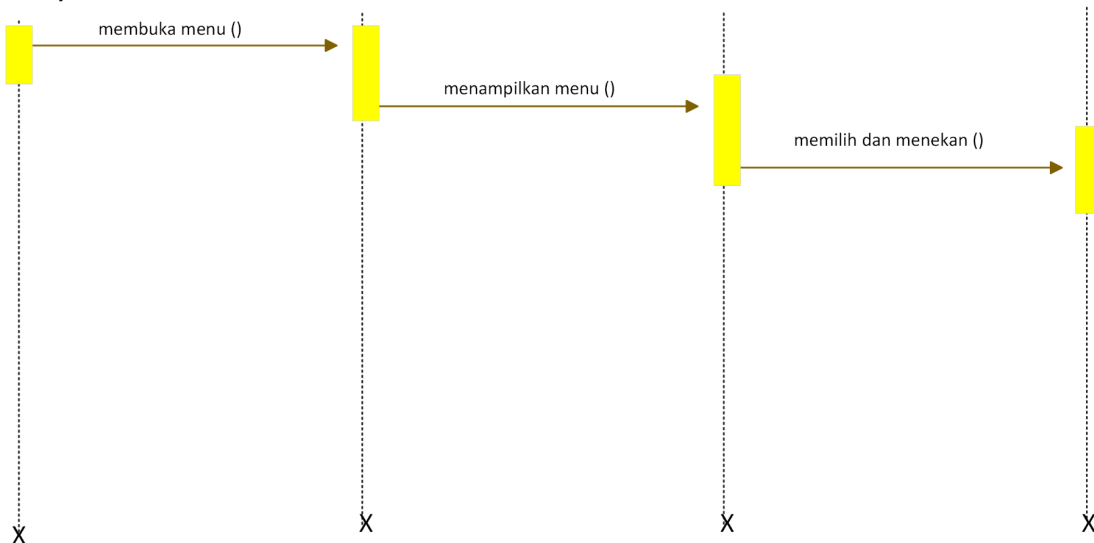 membuka menu ()
menampilkan menu ()
memilih dan menekan ()
X
X
X
X